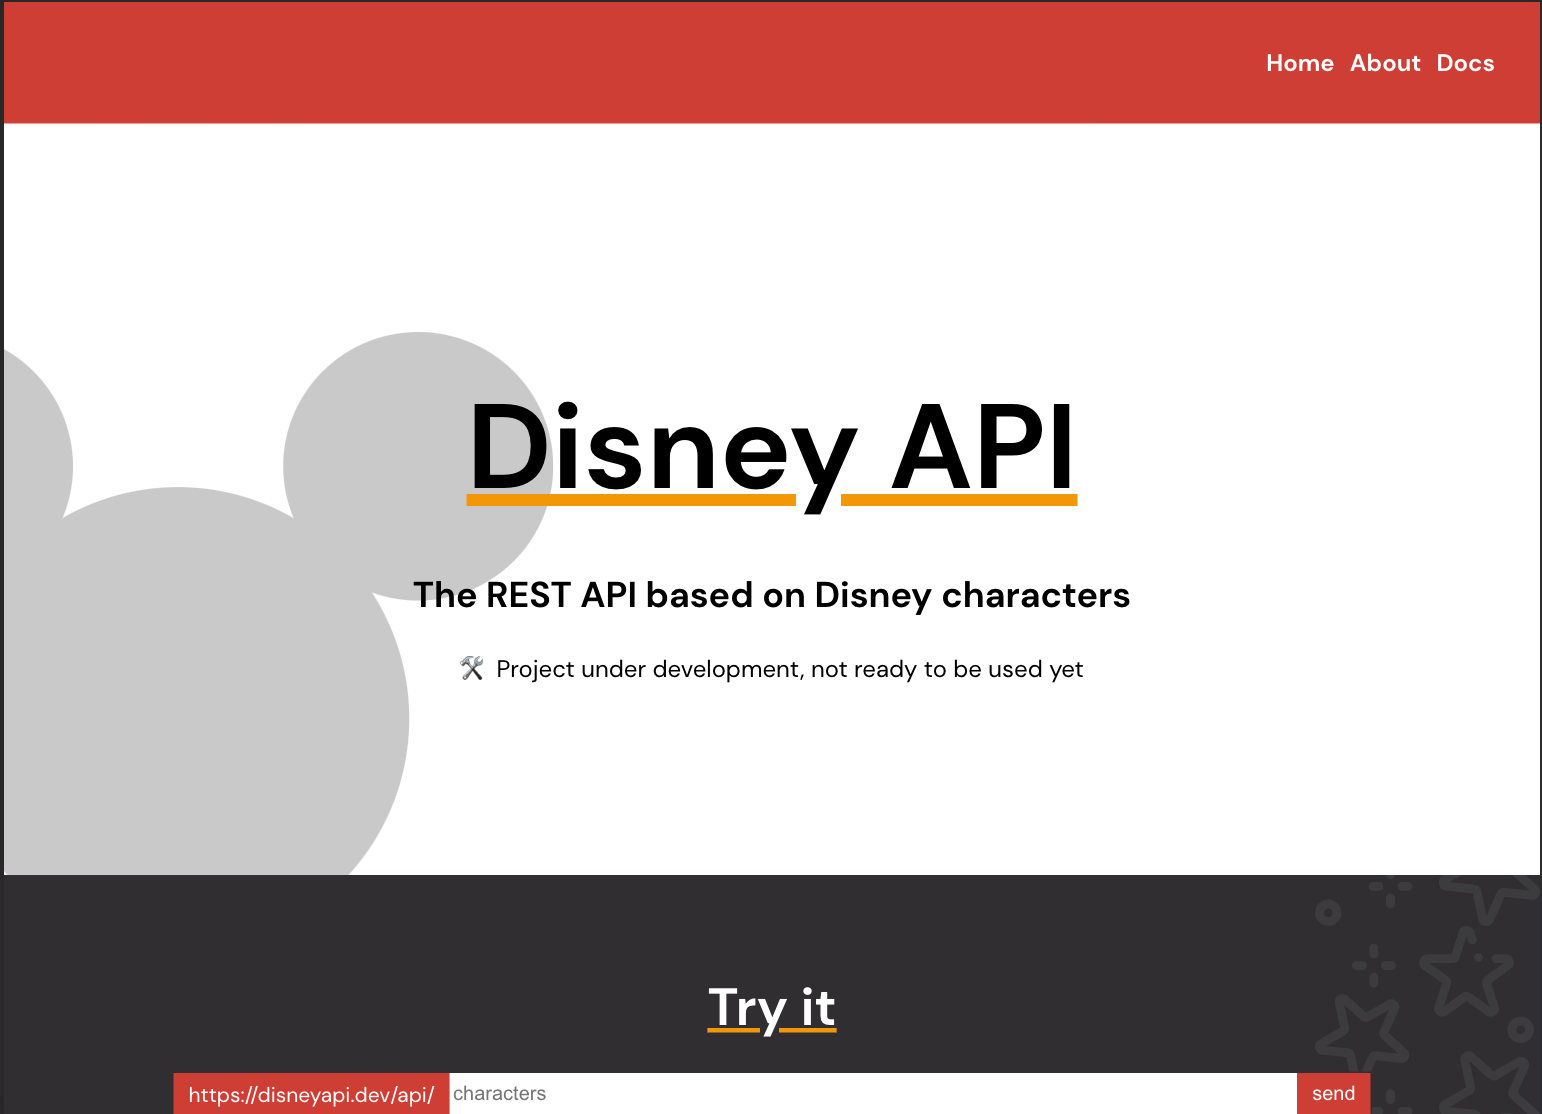 Home About Docs
Disney API
The REST API based on Disney characters
🛠 Project under development, not ready to be used yet
Try it
https://disneyapi.dev/api/ characters send